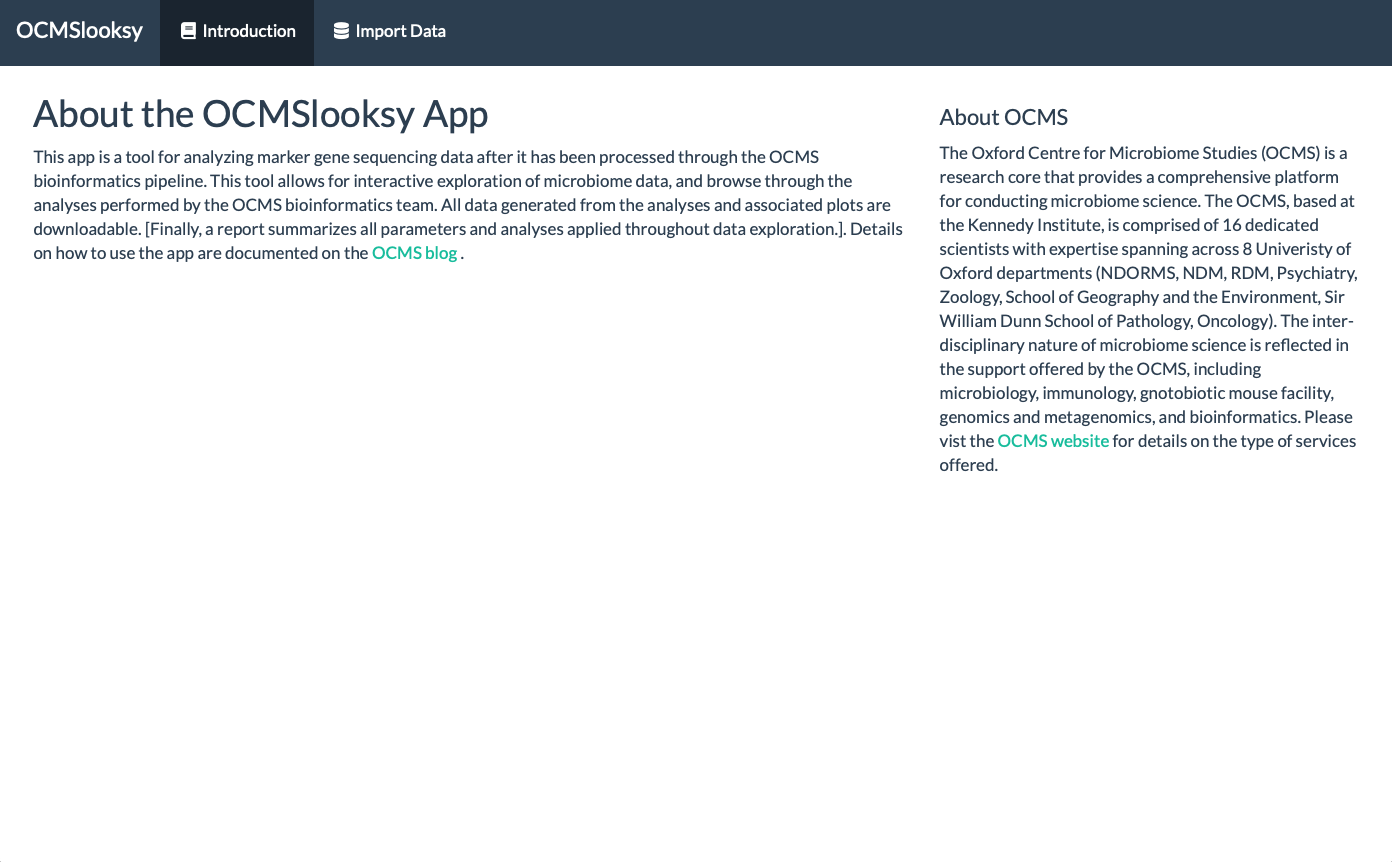 OCMSlooksy
Introduction
Import Data
About the OCMSlooksy App
This app is a tool for analyzing marker gene sequencing data after it has been processed through the OCMS
bioinformatics pipeline. This tool allows for interactive exploration of microbiome data, and browse through the
analyses performed by the OCMS bioinformatics team. All data generated from the analyses and associated plots are
downloadable. [Finally, a report summarizes all parameters and analyses applied throughout data exploration.]. Details
on how to use the app are documented on the OCMS blog .
About OCMS
The Oxford Centre for Microbiome Studies (OCMS) is a
research core that provides a comprehensive platform
for conducting microbiome science. The OCMS, based at
the Kennedy Institute, is comprised of 16 dedicated
scientists with expertise spanning across 8 Univeristy of
Oxford departments (NDORMS, NDM, RDM, Psychiatry,
Zoology, School of Geography and the Environment, Sir
William Dunn School of Pathology, Oncology). The inter-
disciplinary nature of microbiome science is reflected in
the support offered by the OCMS, including
microbiology, immunology, gnotobiotic mouse facility,
genomics and metagenomics, and bioinformatics. Please
vist the OCMS website for details on the type of services
offered.